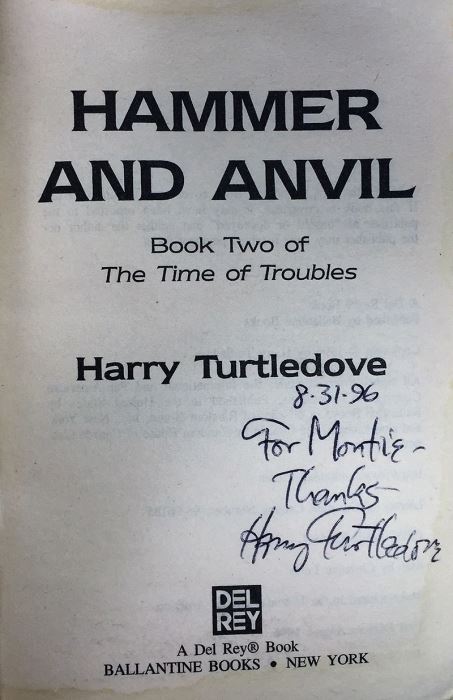 HAMMER
AND ANVIL
Book Two of
The Time of Troubles
Harry Turtledove
8-31-96
For Montie-
Thanks-
Harry Turtledove
DEL
REY
A Del Rey® Book
BALLANTINE BOOKS • NEW YORK